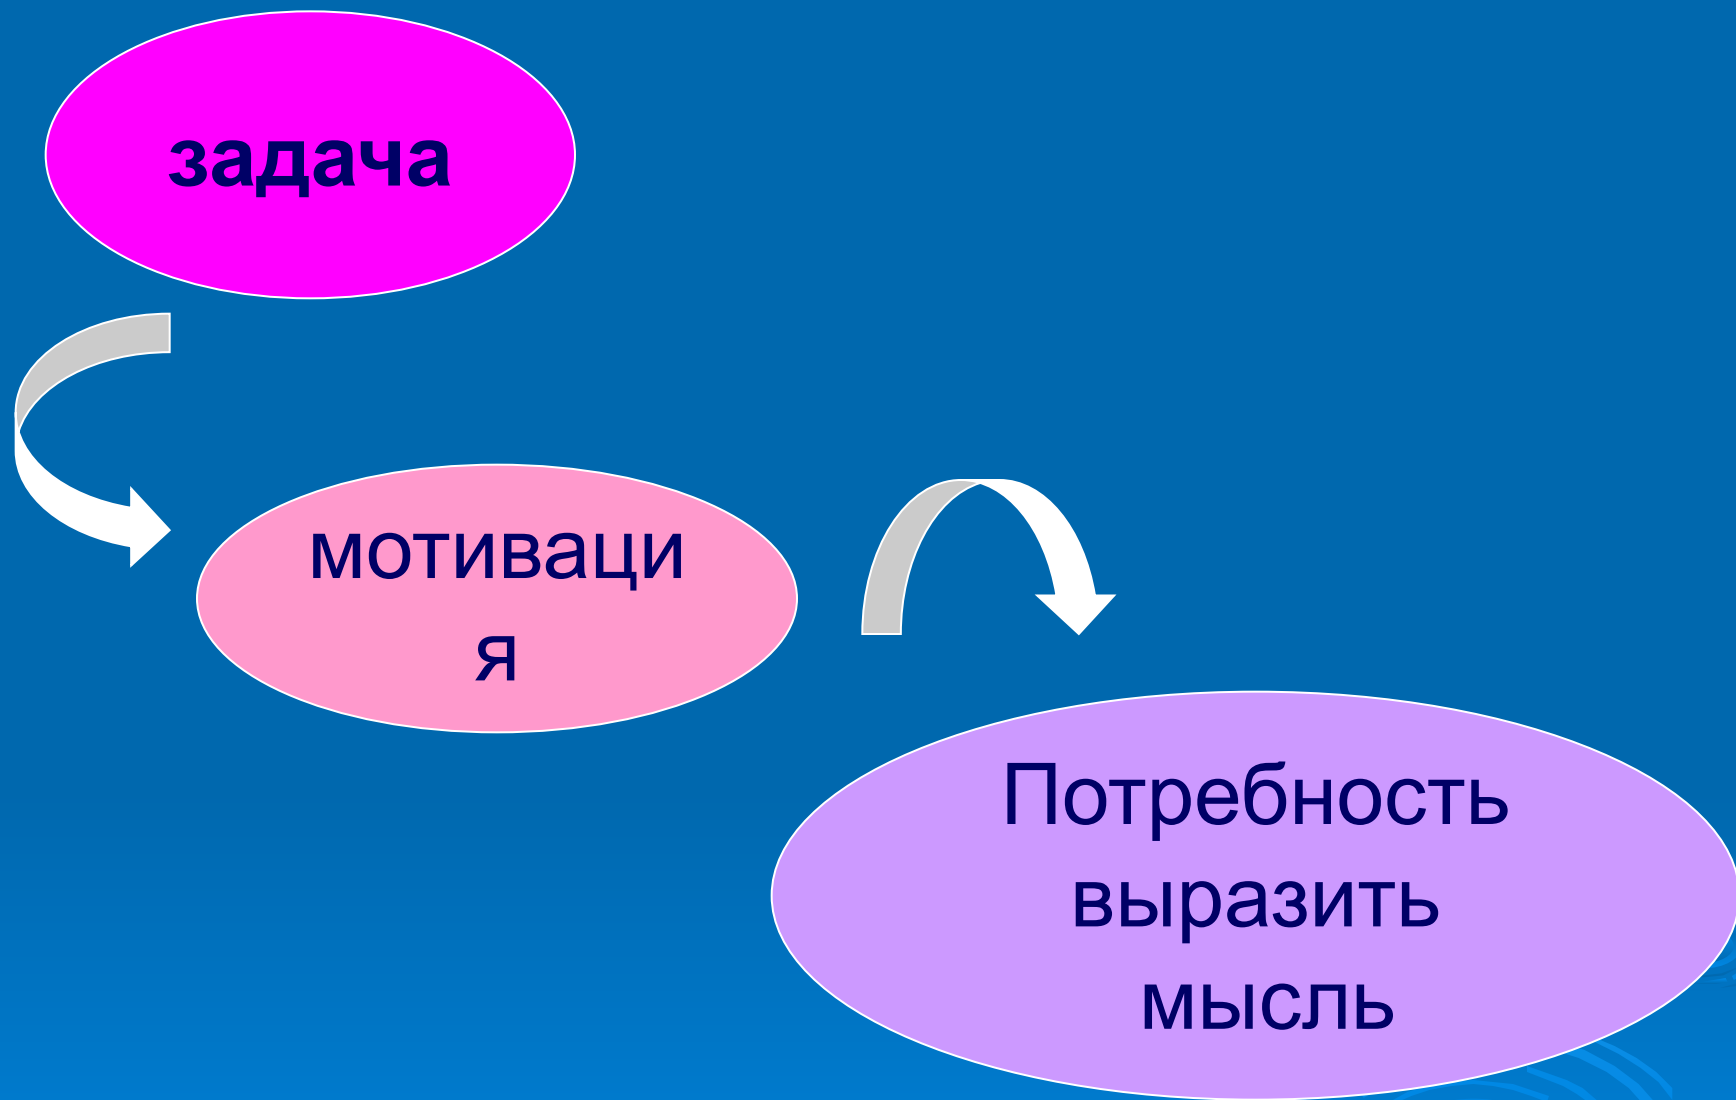 задача
мотиваци
я
Потребность
выразить
мысль